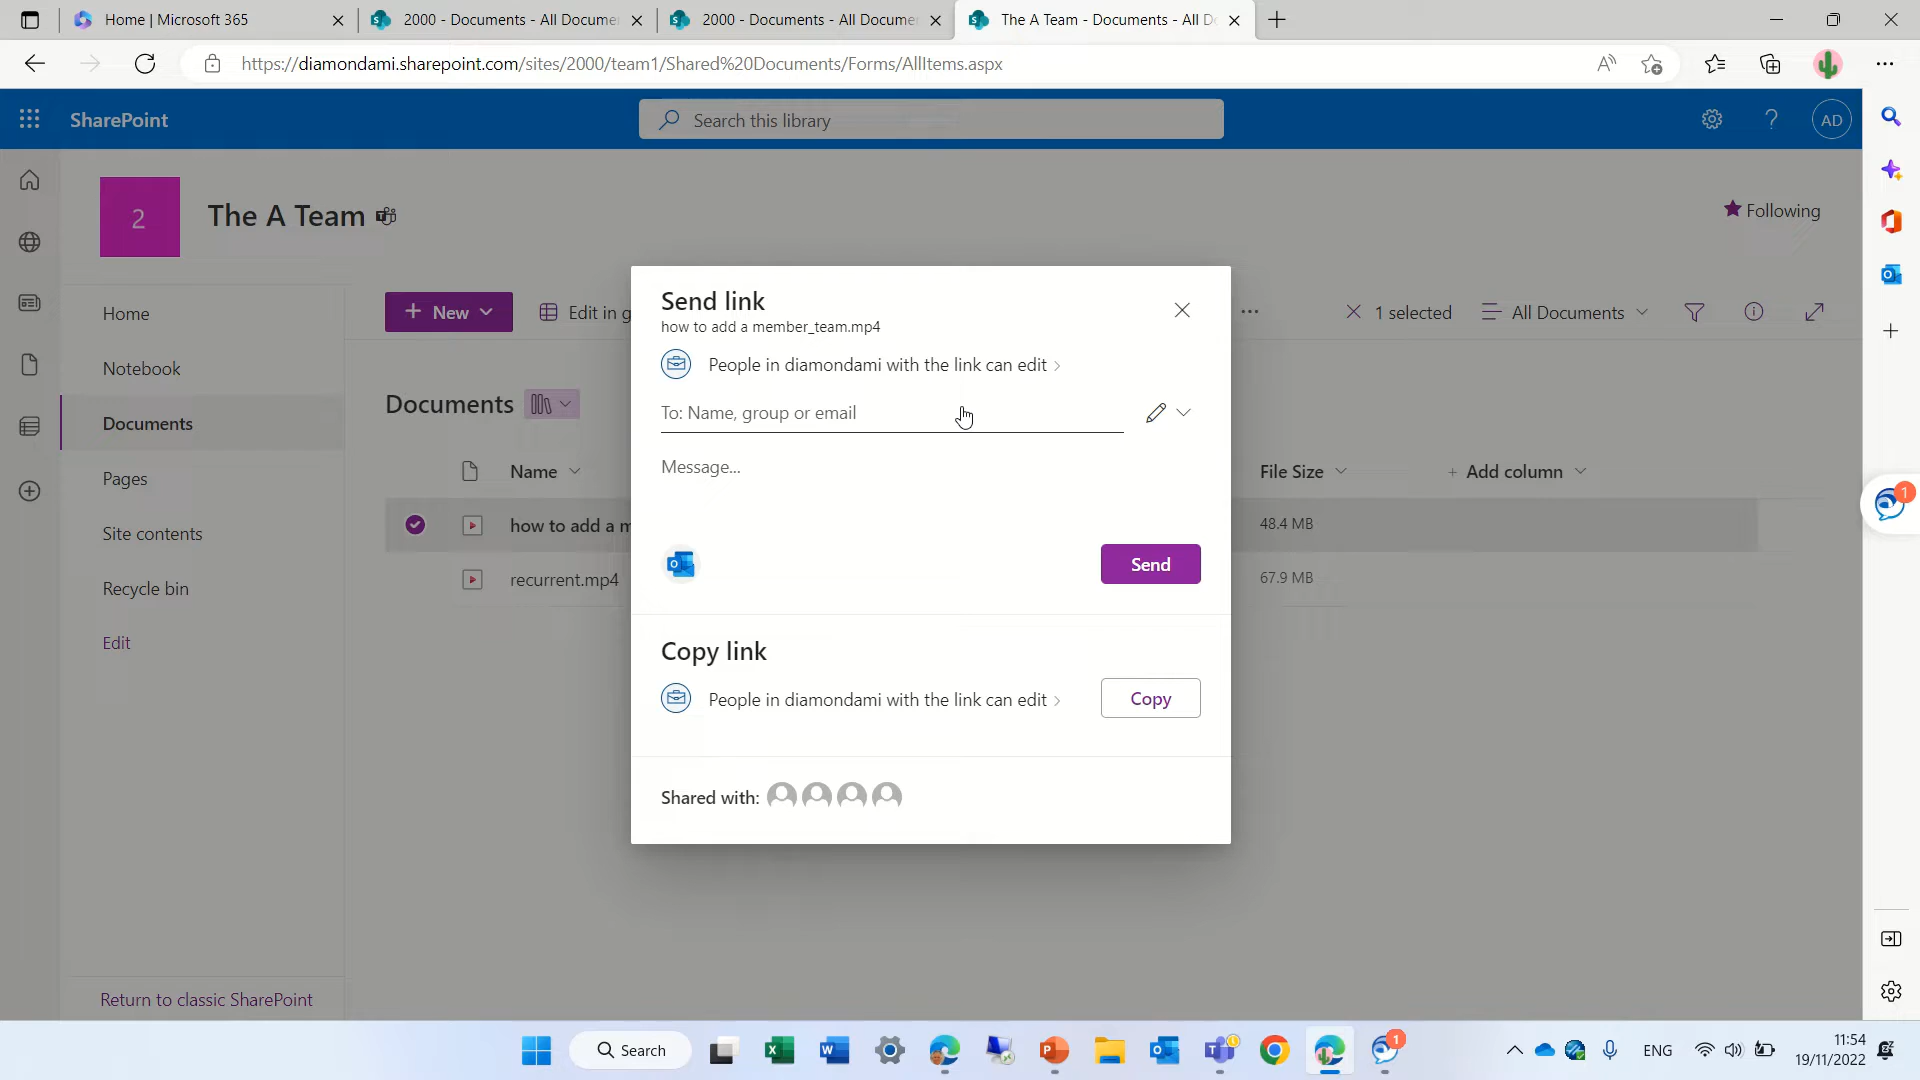 Home | Microsoft 365
2000 - Documents - All Docume
2000 - Documents - All Docume
The A Team - Documents - All Do
https://diamondami.sharepoint.com/sites/2000/team1/Shared%20Documents/Forms/AllItems.aspx
SharePoint
Search this library
AD
2
The A Team
Following
Home
Notebook
Documents
Pages
Site contents
Recycle bin
Edit
Return to classic SharePoint
New
Edit in g
1 selected
All Documents
Documents
Name
File Size
Add column
how to add a m
48.4 MB
recurrent.mp4
67.9 MB
Send link
how to add a member_team.mp4
People in diamondami with the link can edit
To: Name, group or email
Message...
Send
Copy link
People in diamondami with the link can edit
Copy
Shared with:
1
Search
1
ENG
11:54
19/11/2022